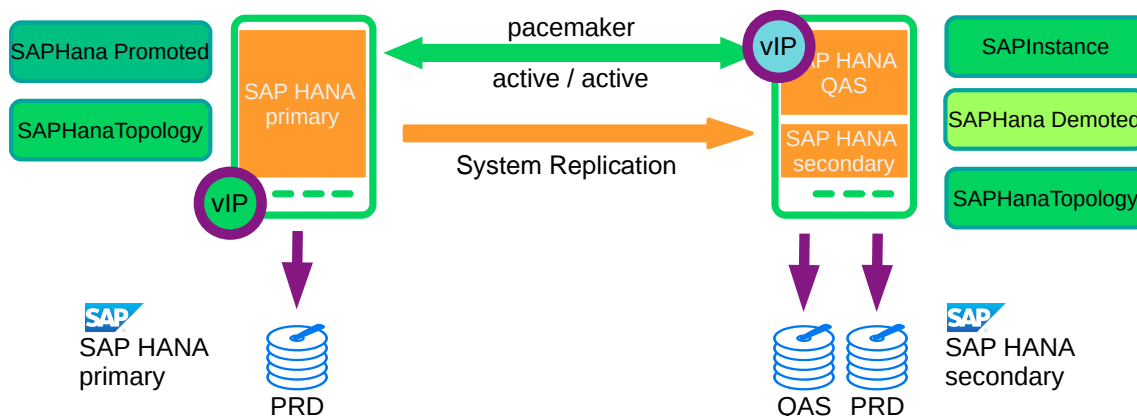 SAPHana Promoted
SAPHanaTopology
SAP HANA
primary
vIP
pacemaker
active / active
System Replication
vIP
AP HANA
QAS
SAP HANA
secondary
SAPInstance
SAPHana Demoted
SAPHanaTopology
SAP
SAP HANA
primary
PRD
QAS
PRD
SAP
SAP HANA
secondary